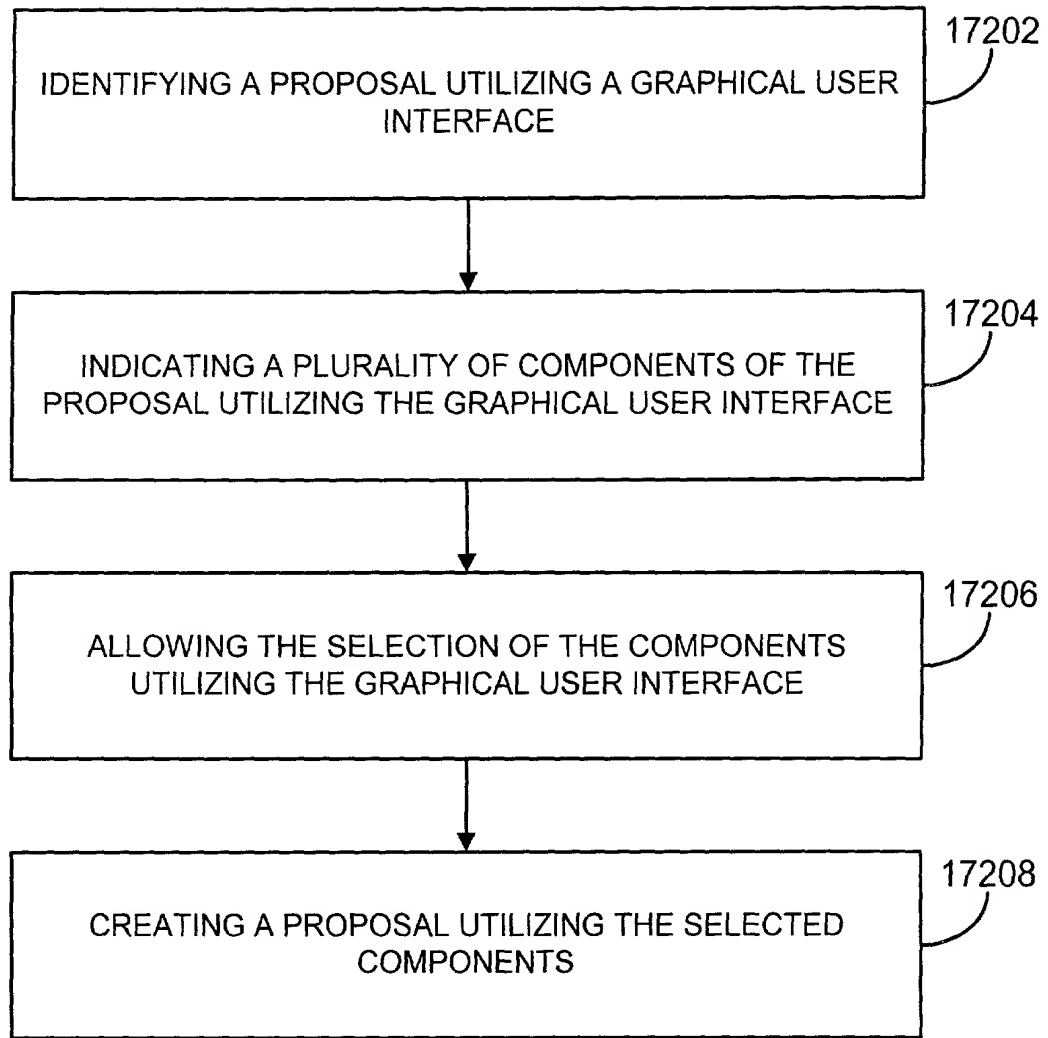 17202
IDENTIFYING A PROPOSAL UTILIZING A GRAPHICAL USER
INTERFACE
17204
INDICATING A PLURALITY OF COMPONENTS OF THE
PROPOSAL UTILIZING THE GRAPHICAL USER INTERFACE
17206
ALLOWING THE SELECTION OF THE COMPONENTS
UTILIZING THE GRAPHICAL USER INTERFACE
17208
CREATING A PROPOSAL UTILIZING THE SELECTED
COMPONENTS